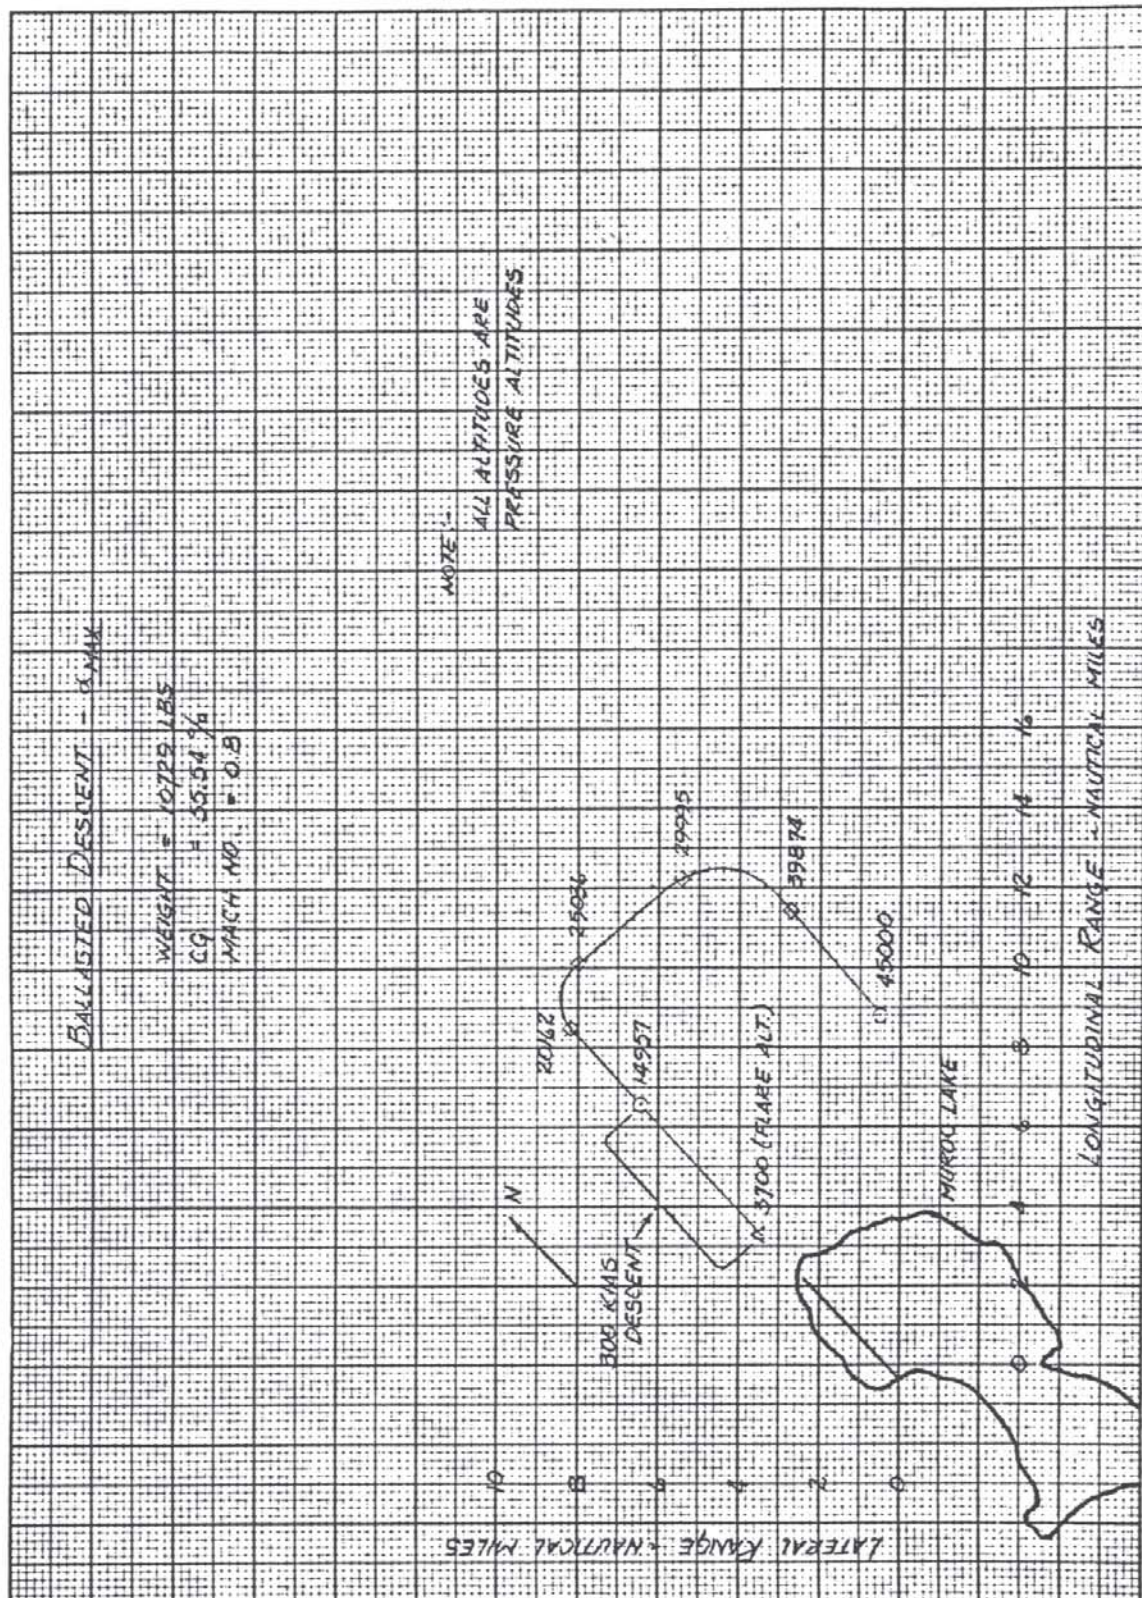 BALLASTED DESCENT - α MAX
WEIGHT = 10729 LBS
CG = 35.54 %
MACH NO. = 0.8
NOTE:-
ALL ALTITUDES ARE
PRESSURE ALTITUDES
20162
25036
29995
39874
45000
14957
3700 (FLARE ALT.)
N
300 KIAS
DESCENT
MUROC LAKE
LATERAL RANGE ~ NAUTICAL MILES
10
8
6
4
2
0
0 2 4 6 8 10 12 14 16
LONGITUDINAL RANGE ~ NAUTICAL MILES